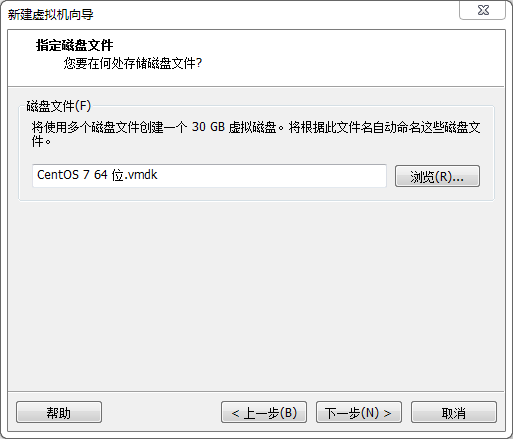 新建虚拟机向导
指定磁盘文件
您要在何处存储磁盘文件?
磁盘文件(F)
将使用多个磁盘文件创建一个 30 GB 虚拟磁盘。将根据此文件名自动命名这些磁盘文
件。
CentOS 7 64 位.vmdk
浏览(R)...
帮助
< 上一步(B)
下一步(N) >
取消